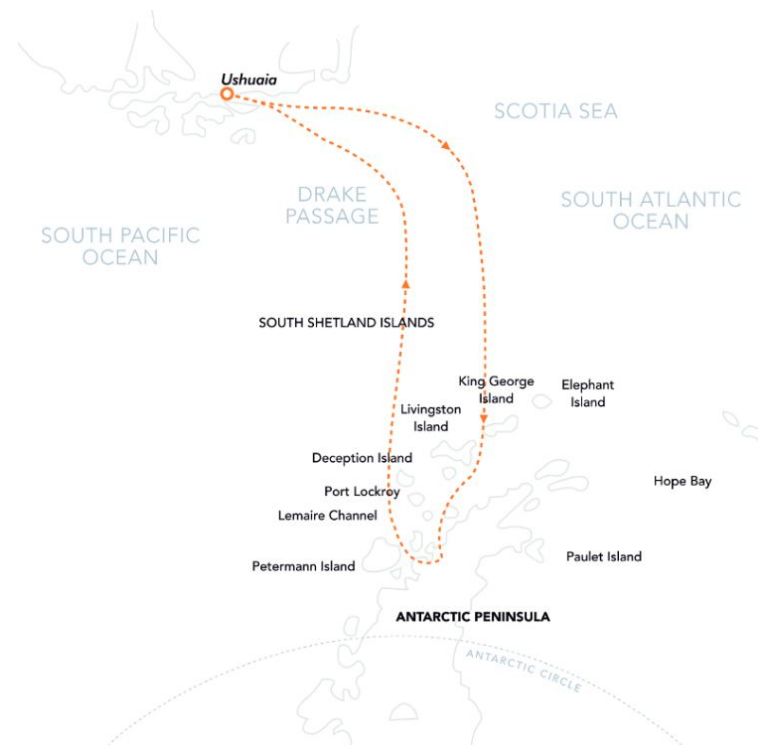 Ushuaia
SCOTIA SEA
DRAKE
PASSAGE
SOUTH ATLANTIC
OCEAN
SOUTH PACIFIC
OCEAN
SOUTH SHETLAND ISLANDS
King George
Island
Elephant
Island
Livingston
Island
Deception Island
Hope Bay
Port Lockroy
Lemaire Channel
Paulet Island
Petermann Island
ANTARCTIC PENINSULA
ANTARCTIC CIRCLE